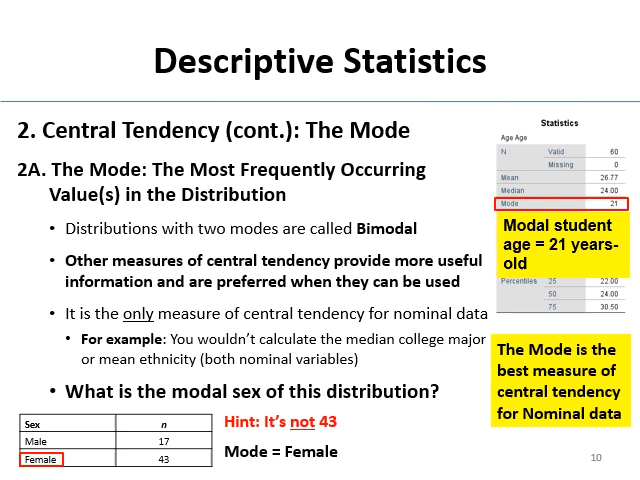 Descriptive Statistics
2. Central Tendency (cont.): The Mode
2A. The Mode: The Most Frequently Occurring
Value(s) in the Distribution
• Distributions with two modes are called Bimodal
• Other measures of central tendency provide more useful
information and are preferred when they can be used
• It is the only measure of central tendency for nominal data
• For example: You wouldn't calculate the median college major
or mean ethnicity (both nominal variables)
• What is the modal sex of this distribution?
Sex n
Male 17
Female 43
Hint: It's not 43
Mode = Female
Statistics
Age Age
N Valid 60
Missing 0
Mean 26.77
Median 24.00
Mode 21
Modal student
age = 21 years-
old
Percentiles 25 22.00
50 24.00
75 30.50
The Mode is the
best measure of
central tendency
for Nominal data
10